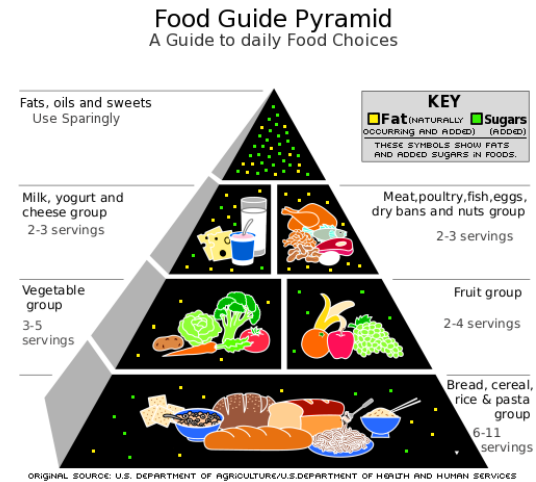 Food Guide Pyramid
A Guide to daily Food Choices
Fats, oils and sweets
Use Sparingly
KEY
Fat (NATURALLY OCCURRING AND ADDED)
Sugars (ADDED)
THESE SYMBOLS SHOW FATS
AND ADDED SUGARS IN FOODS.
Milk, yogurt and
cheese group
2-3 servings
Meat,poultry,fish,eggs,
dry bans and nuts group
2-3 servings
Vegetable
group
3-5
servings
Fruit group
2-4 servings
Bread, cereal,
rice & pasta
group
6-11
servings
ORIGINAL SOURCE: U.S. DEPARTMENT OF AGRICULTURE/U.S.DEPARTMENT OF HEALTH AND HUMAN SERVICES